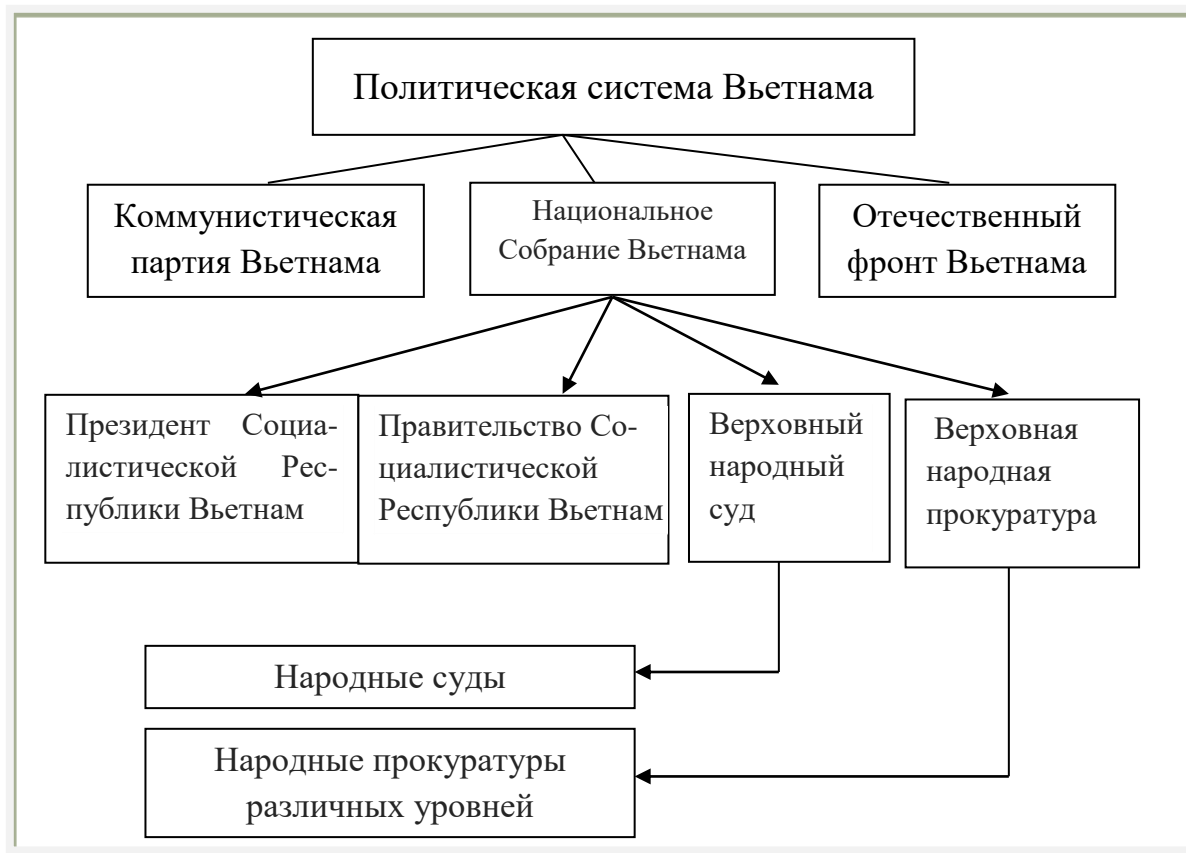 Политическая система Вьетнама
Коммунистическая
партия Вьетнама
Национальное
Собрание Вьетнама
Отечественный
фронт Вьетнама
Президент Социа-
листической Рес-
публики Вьетнам
Правительство Со-
циалистической
Республики Вьетнам
Верховный
народный
суд
Верховная
народная
прокуратура
Народные суды
Народные прокуратуры
различных уровней